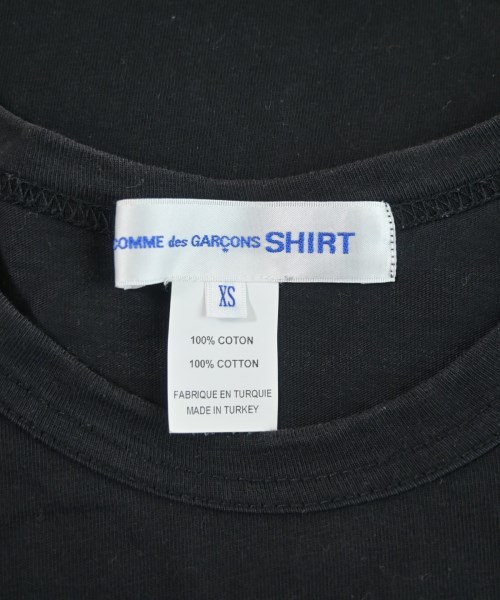 COMME des GARÇONS SHIRT
XS
100% COTON
100% COTTON
FABRIQUE EN TURQUIE
MADE IN TURKEY